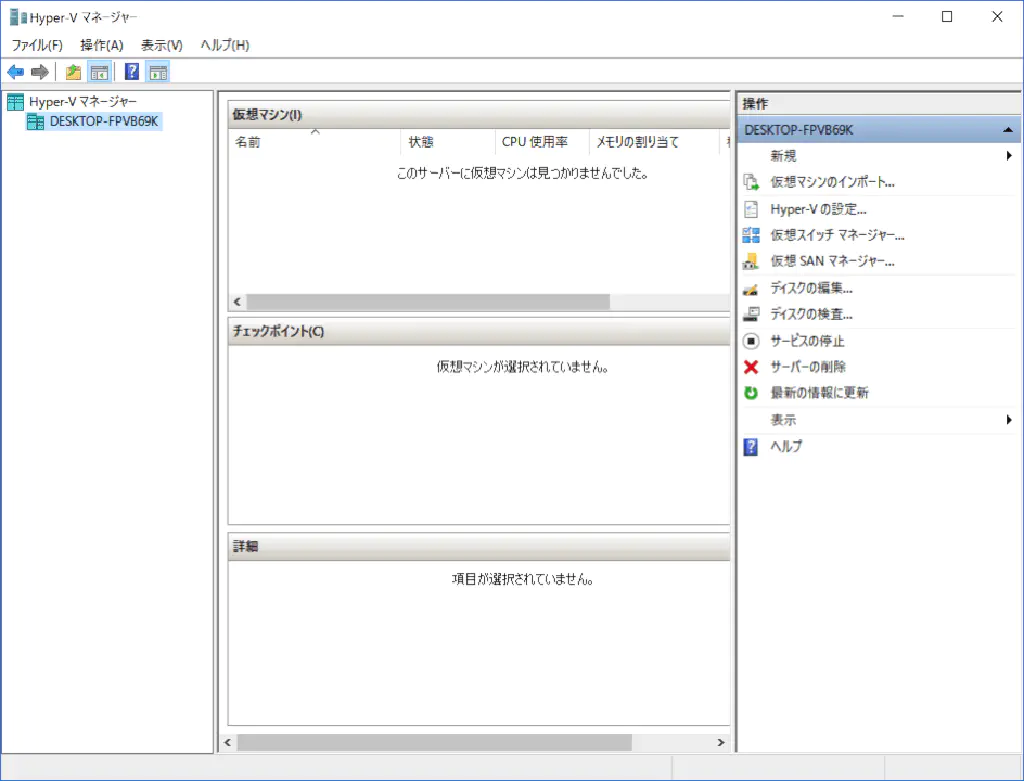 Hyper-V マネージャー
ファイル(F) 操作(A) 表示(V) ヘルプ(H)
Hyper-V マネージャー
DESKTOP-FPVB69K
仮想マシン(I)
名前 状態 CPU 使用率 メモリの割り当て
このサーバーに仮想マシンは見つかりませんでした。
チェックポイント(C)
仮想マシンが選択されていません。
詳細
項目が選択されていません。
操作
DESKTOP-FPVB69K
新規
仮想マシンのインポート...
Hyper-V の設定...
仮想スイッチ マネージャー...
仮想 SAN マネージャー...
ディスクの編集...
ディスクの検査...
サービスの停止
サーバーの削除
最新の情報に更新
表示
ヘルプ